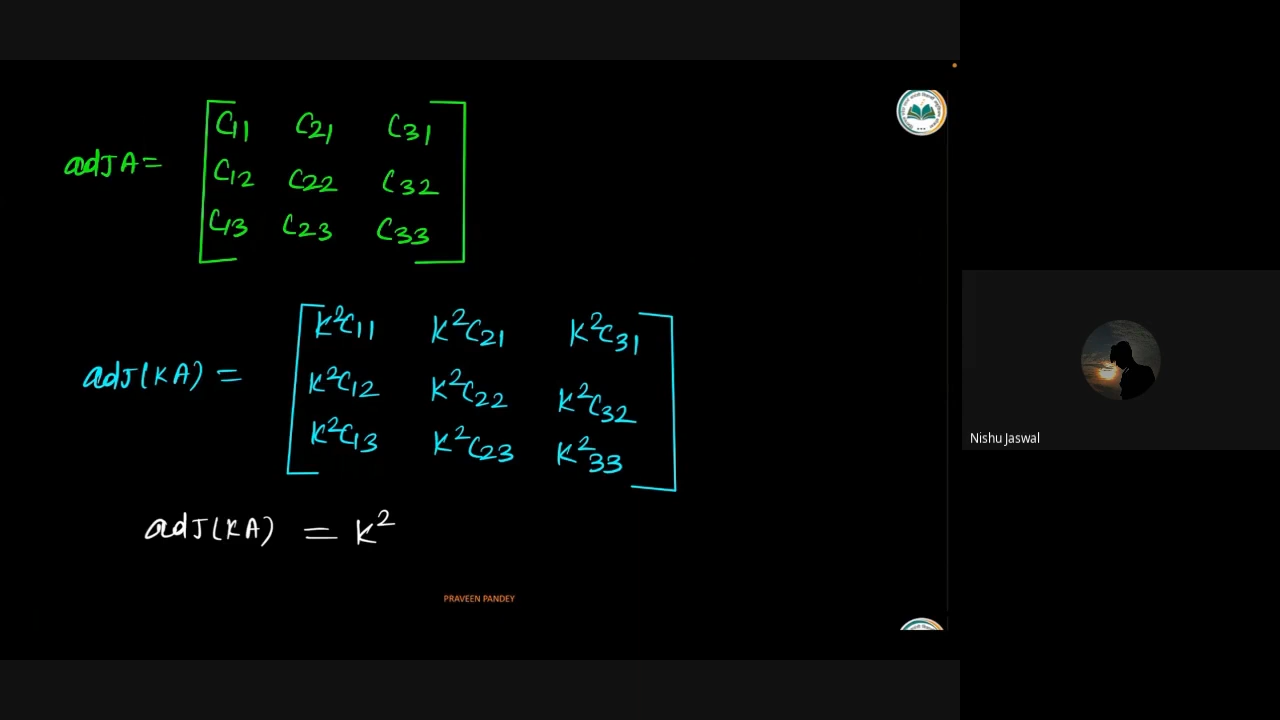 C11 C21 C31
adJA= C12 C22 C32
C13 C23 C33
K²C11 K²C21 K²C31
adJ(KA) = K²C12 K²C22 K²C32
K²C13 K²C23 K²33
adJ(KA) = K²
PRAVEEN PANDEY
Nishu Jaswal